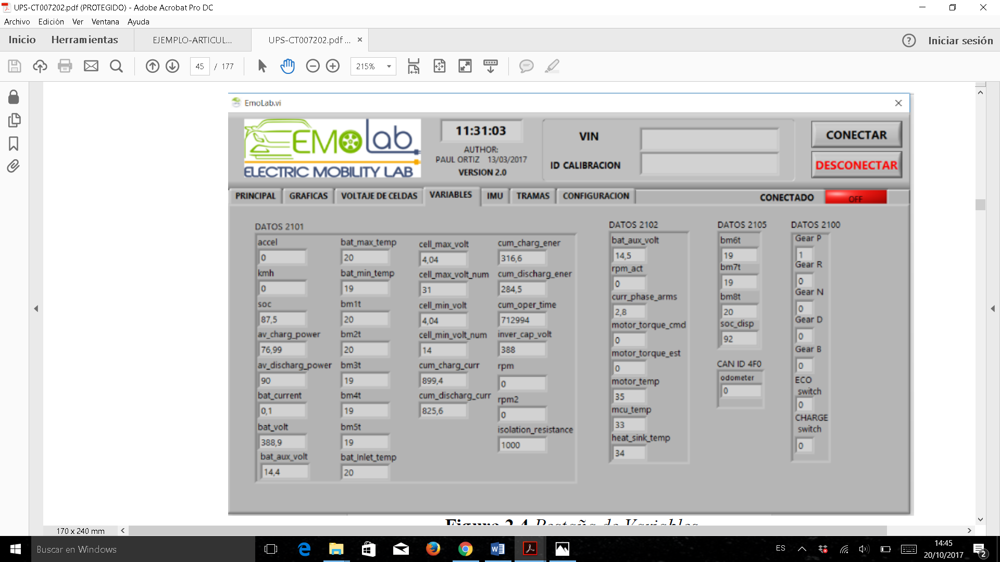 UPS-CT007202.pdf (PROTEGIDO) - Adobe Acrobat Pro DC
Archivo Edición Ver Ventana Ayuda
Inicio Herramientas EJEMPLO-ARTICUL... UPS-CT007202.pdf ... × ? Iniciar sesión
45 / 177 215%
EmoLab.vi
EMOlab
ELECTRIC MOBILITY LAB
11:31:03
AUTHOR:
PAUL ORTIZ 13/03/2017
VERSION 2.0
VIN
ID CALIBRACION
CONECTAR
DESCONECTAR
PRINCIPAL GRAFICAS VOLTAJE DE CELDAS VARIABLES IMU TRAMAS CONFIGURACION CONECTADO OFF
DATOS 2101
accel
0
kmh
0
soc
87,5
av_charg_power
76,99
av_discharg_power
90
bat_current
0,1
bat_volt
388,9
bat_aux_volt
14,4
bat_max_temp
20
bat_min_temp
19
bm1t
20
bm2t
20
bm3t
19
bm4t
19
bm5t
19
bat_inlet_temp
20
cell_max_volt
4,04
cell_max_volt_num
31
cell_min_volt
4,04
cell_min_volt_num
14
cum_charg_curr
899,4
cum_discharg_curr
825,6
cum_charg_ener
316,6
cum_discharg_ener
284,5
cum_oper_time
712994
inver_cap_volt
388
rpm
0
rpm2
0
isolation_resistance
1000
DATOS 2102
bat_aux_volt
14,5
rpm_act
0
curr_phase_arms
2,8
motor_torque_cmd
0
motor_torque_est
0
motor_temp
35
mcu_temp
33
heat_sink_temp
34
DATOS 2105
bm6t
19
bm7t
19
bm8t
20
soc_disp
92
CAN ID 4F0
odometer
0
DATOS 2100
Gear P
1
Gear R
0
Gear N
0
Gear D
0
Gear B
0
ECO
switch
0
CHARGE
switch
0
Figura 2-4 Pestaña de Variables
170 x 240 mm
Buscar en Windows
ES
14:45
20/10/2017
2